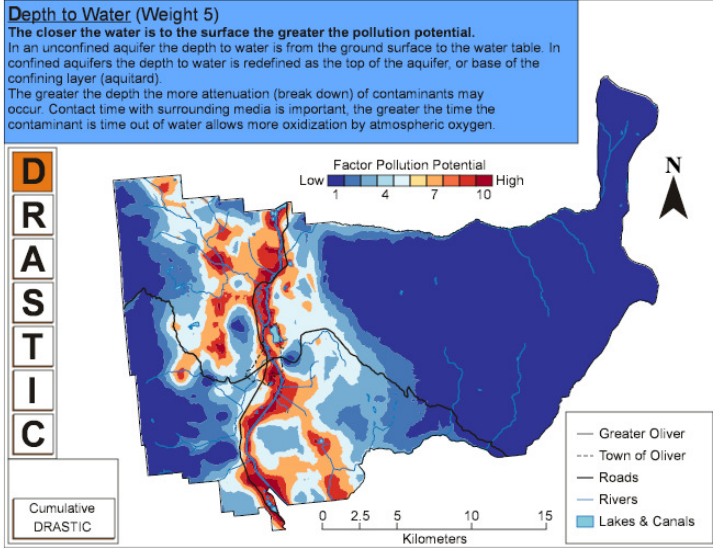 Depth to Water (Weight 5)
The closer the water is to the surface the greater the pollution potential.
In an unconfined aquifer the depth to water is from the ground surface to the water table. In
confined aquifers the depth to water is redefined as the top of the aquifer, or base of the
confining layer (aquitard).
The greater the depth the more attenuation (break down) of contaminants may
occur. Contact time with surrounding media is important, the greater the time the
contaminant is time out of water allows more oxidization by atmospheric oxygen.
D
R
A
S
T
I
C
Factor Pollution Potential
Low High
1 4 7 10
N
Greater Oliver
Town of Oliver
Roads
Rivers
Lakes & Canals
Cumulative
DRASTIC
0 2.5 5 10 15
Kilometers